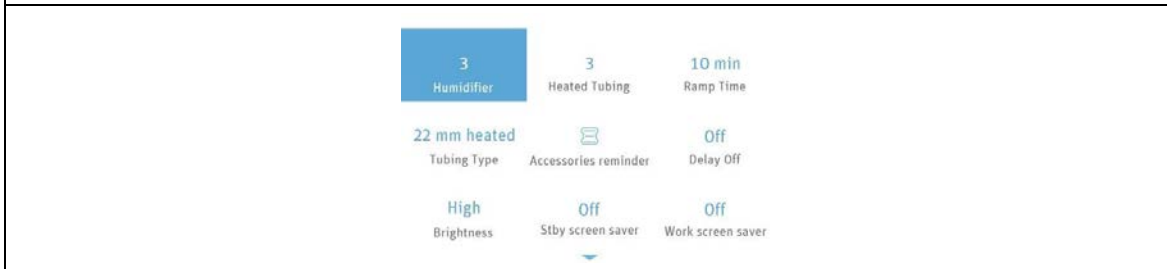 3 3 10 min
Humidifier Heated Tubing Ramp Time
22 mm heated Off
Tubing Type Accessories reminder Delay Off
High Off Off
Brightness Stby screen saver Work screen saver